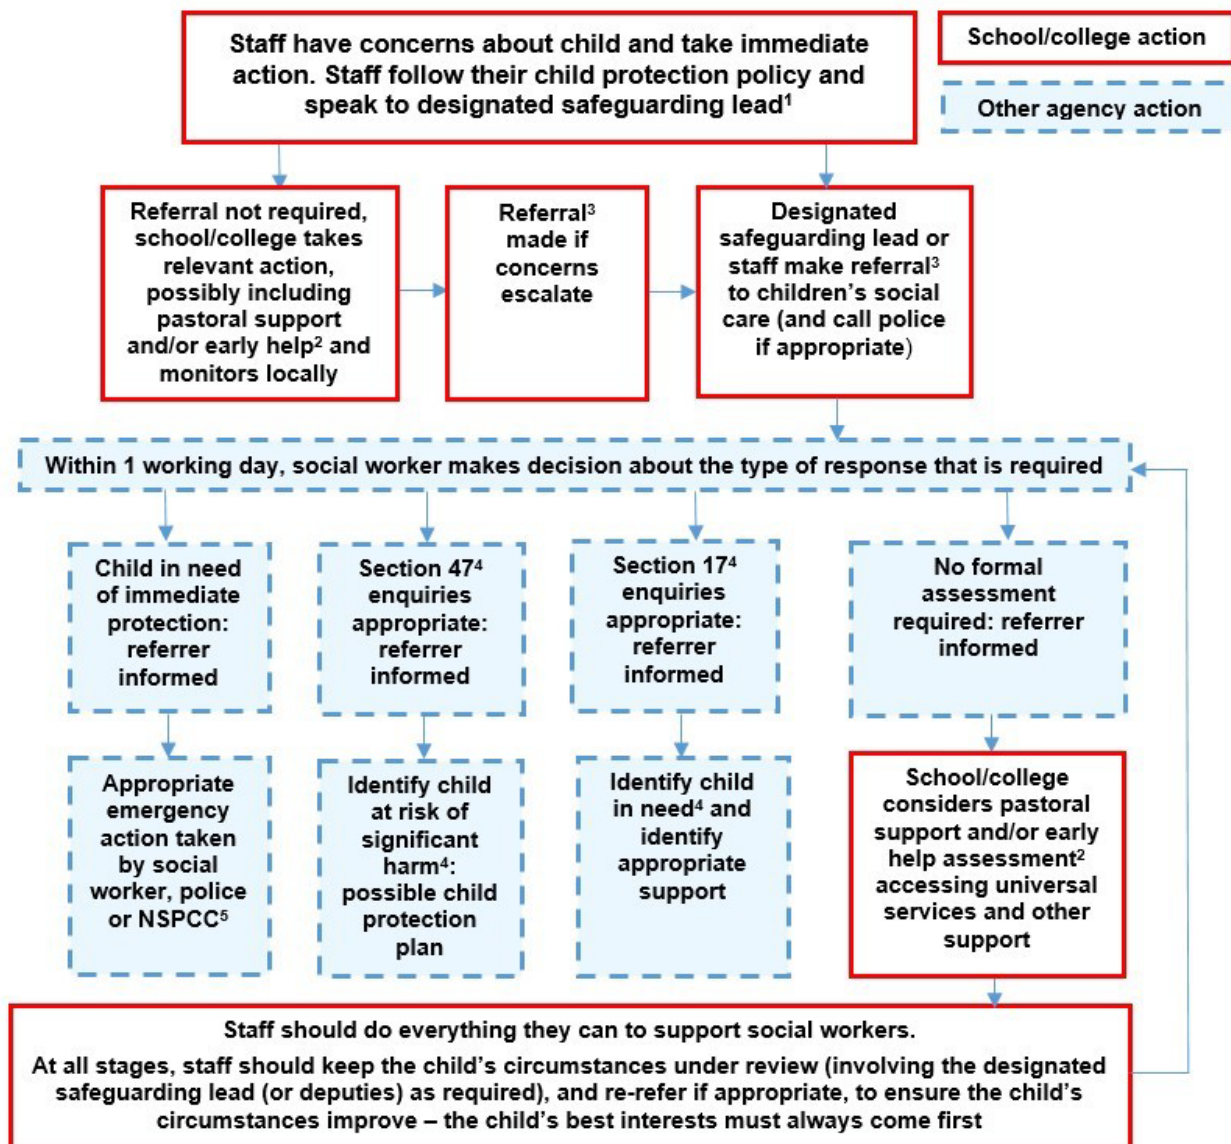 Staff have concerns about child and take immediate
action. Staff follow their child protection policy and
speak to designated safeguarding lead¹
School/college action
Other agency action
Referral not required,
school/college takes
relevant action,
possibly including
pastoral support
and/or early help² and
monitors locally
Referral³
made if
concerns
escalate
Designated
safeguarding lead or
staff make referral³
to children’s social
care (and call police
if appropriate)
Within 1 working day, social worker makes decision about the type of response that is required
Child in need
of immediate
protection:
referrer
informed
Section 47⁴
enquiries
appropriate:
referrer
informed
Section 17⁴
enquiries
appropriate:
referrer
informed
No formal
assessment
required: referrer
informed
Appropriate
emergency
action taken
by social
worker, police
or NSPCC⁵
Identify child
at risk of
significant
harm⁴:
possible child
protection
plan
Identify child
in need⁴ and
identify
appropriate
support
School/college
considers pastoral
support and/or early
help assessment²
accessing universal
services and other
support
Staff should do everything they can to support social workers.
At all stages, staff should keep the child’s circumstances under review (involving the designated
safeguarding lead (or deputies) as required), and re-refer if appropriate, to ensure the child’s
circumstances improve – the child’s best interests must always come first